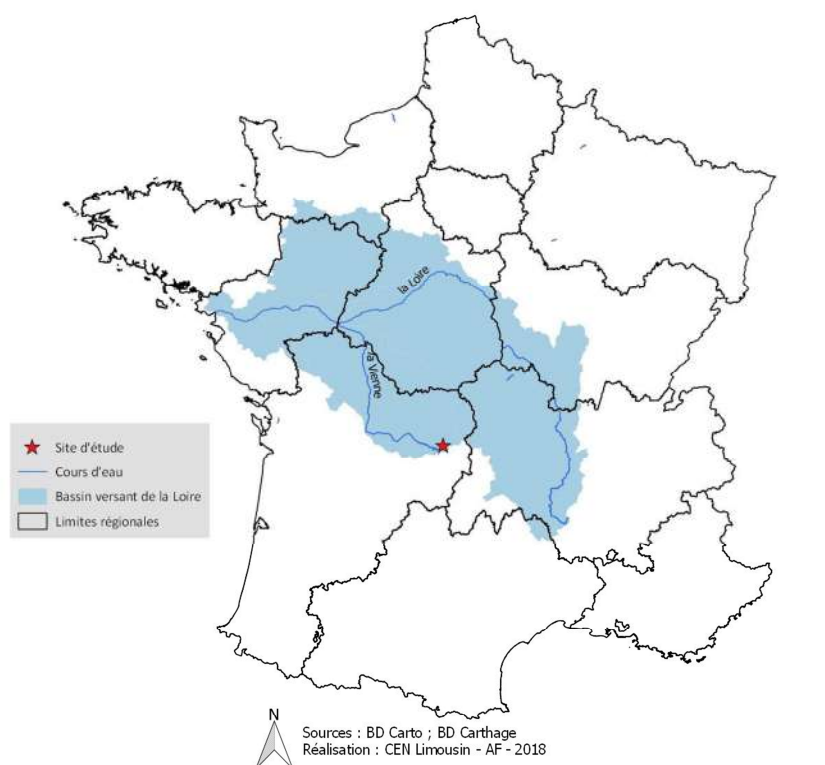 la Loire
la Vienne
Site d'étude
Cours d'eau
Bassin versant de la Loire
Limites régionales
N
Sources : BD Carto ; BD Carthage
Réalisation : CEN Limousin - AF - 2018